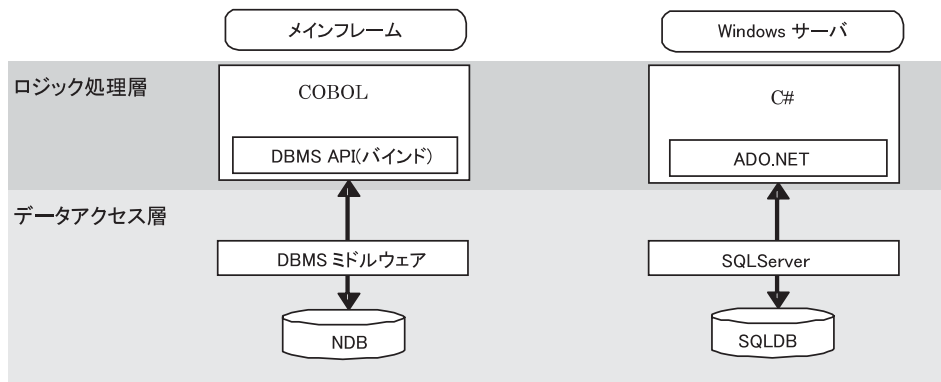 メインフレーム
Windows サーバ
ロジック処理層
COBOL
C#
DBMS API(バインド)
ADO.NET
データアクセス層
DBMS ミドルウェア
SQLServer
NDB
SQLDB